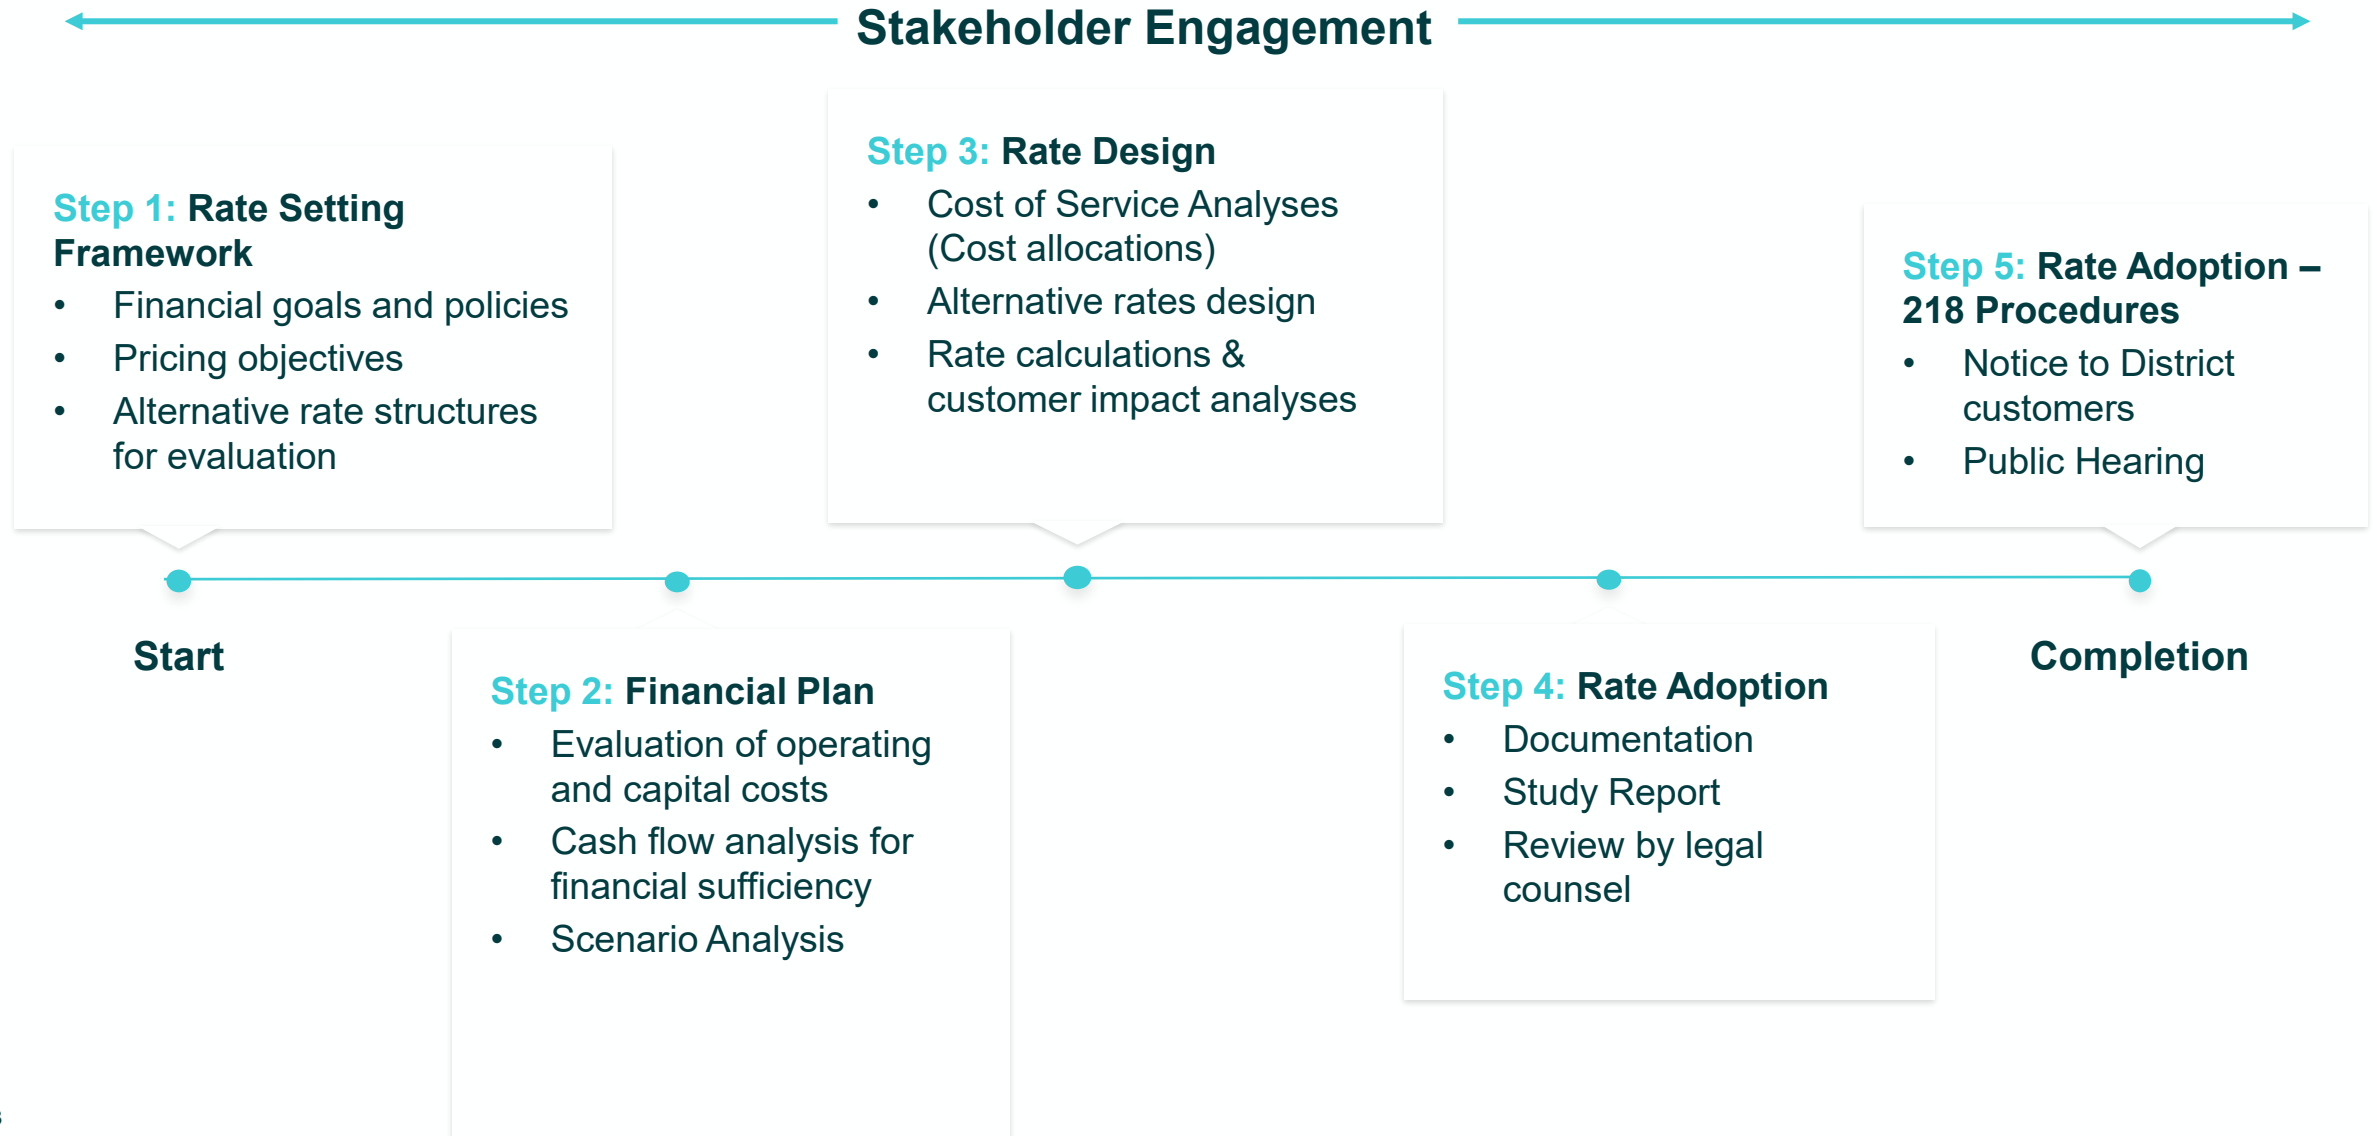 Stakeholder Engagement
Step 1: Rate Setting
Framework
• Financial goals and policies
• Pricing objectives
• Alternative rate structures
for evaluation
Step 3: Rate Design
• Cost of Service Analyses
(Cost allocations)
• Alternative rates design
• Rate calculations &
customer impact analyses
Step 5: Rate Adoption –
218 Procedures
• Notice to District
customers
• Public Hearing
Start
Completion
Step 2: Financial Plan
• Evaluation of operating
and capital costs
• Cash flow analysis for
financial sufficiency
• Scenario Analysis
Step 4: Rate Adoption
• Documentation
• Study Report
• Review by legal
counsel